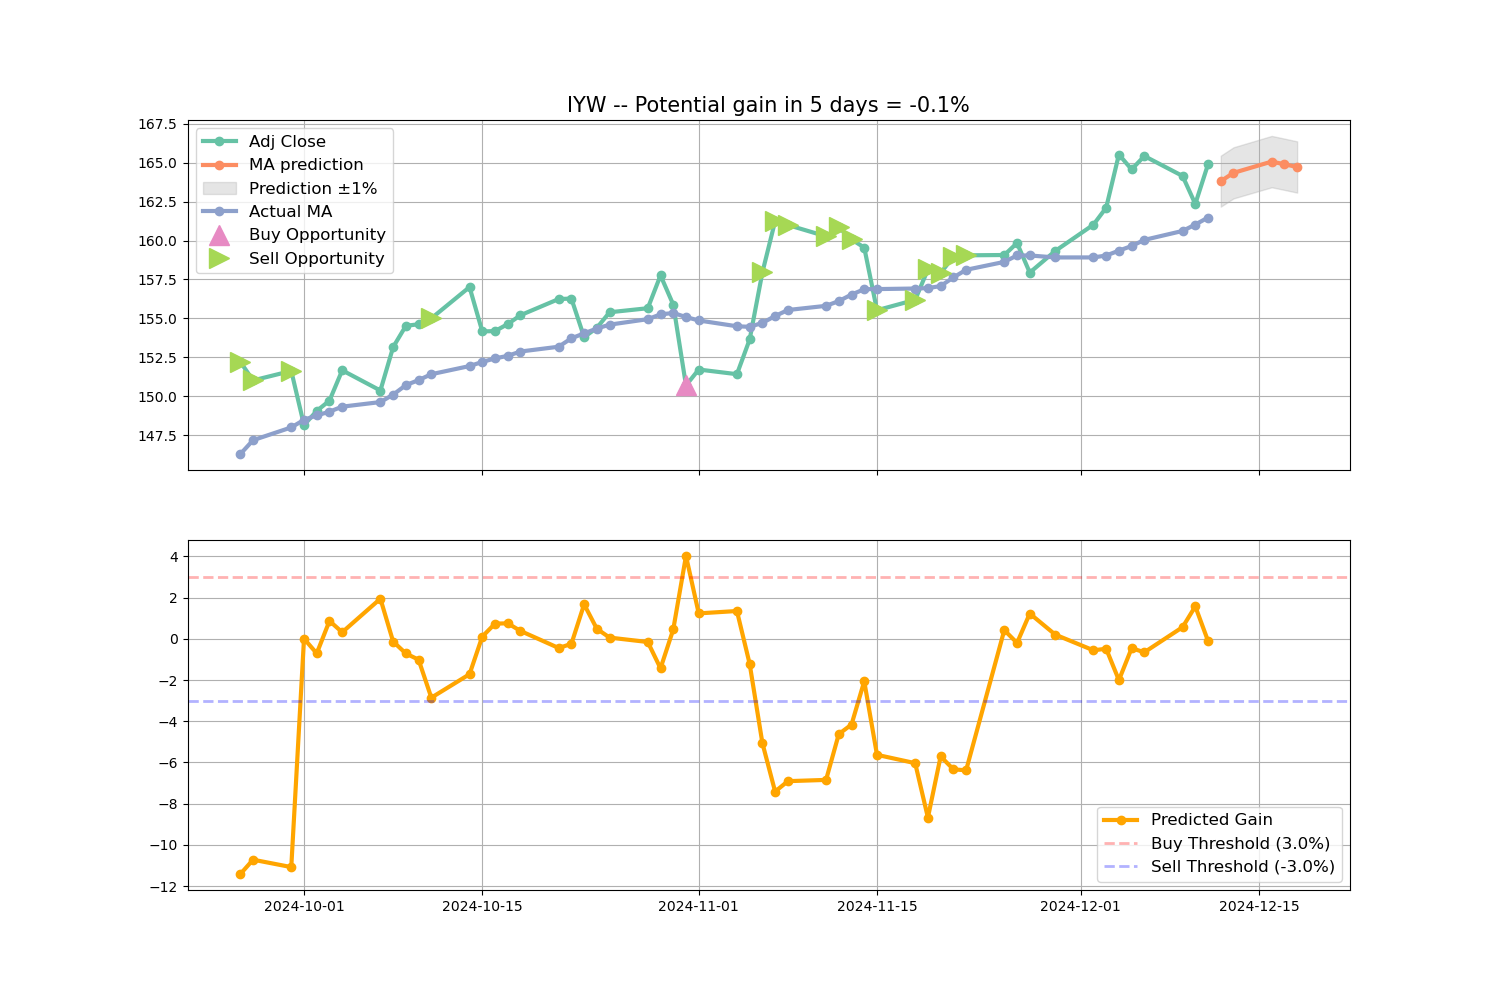 IYW -- Potential gain in 5 days = -0.1%
167.5
165.0
162.5
160.0
157.5
155.0
152.5
150.0
147.5
Adj Close
MA prediction
Prediction ±1%
Actual MA
Buy Opportunity
Sell Opportunity
4
2
0
−2
−4
−6
−8
−10
−12
Predicted Gain
Buy Threshold (3.0%)
Sell Threshold (-3.0%)
2024-10-01 2024-10-15 2024-11-01 2024-11-15 2024-12-01 2024-12-15